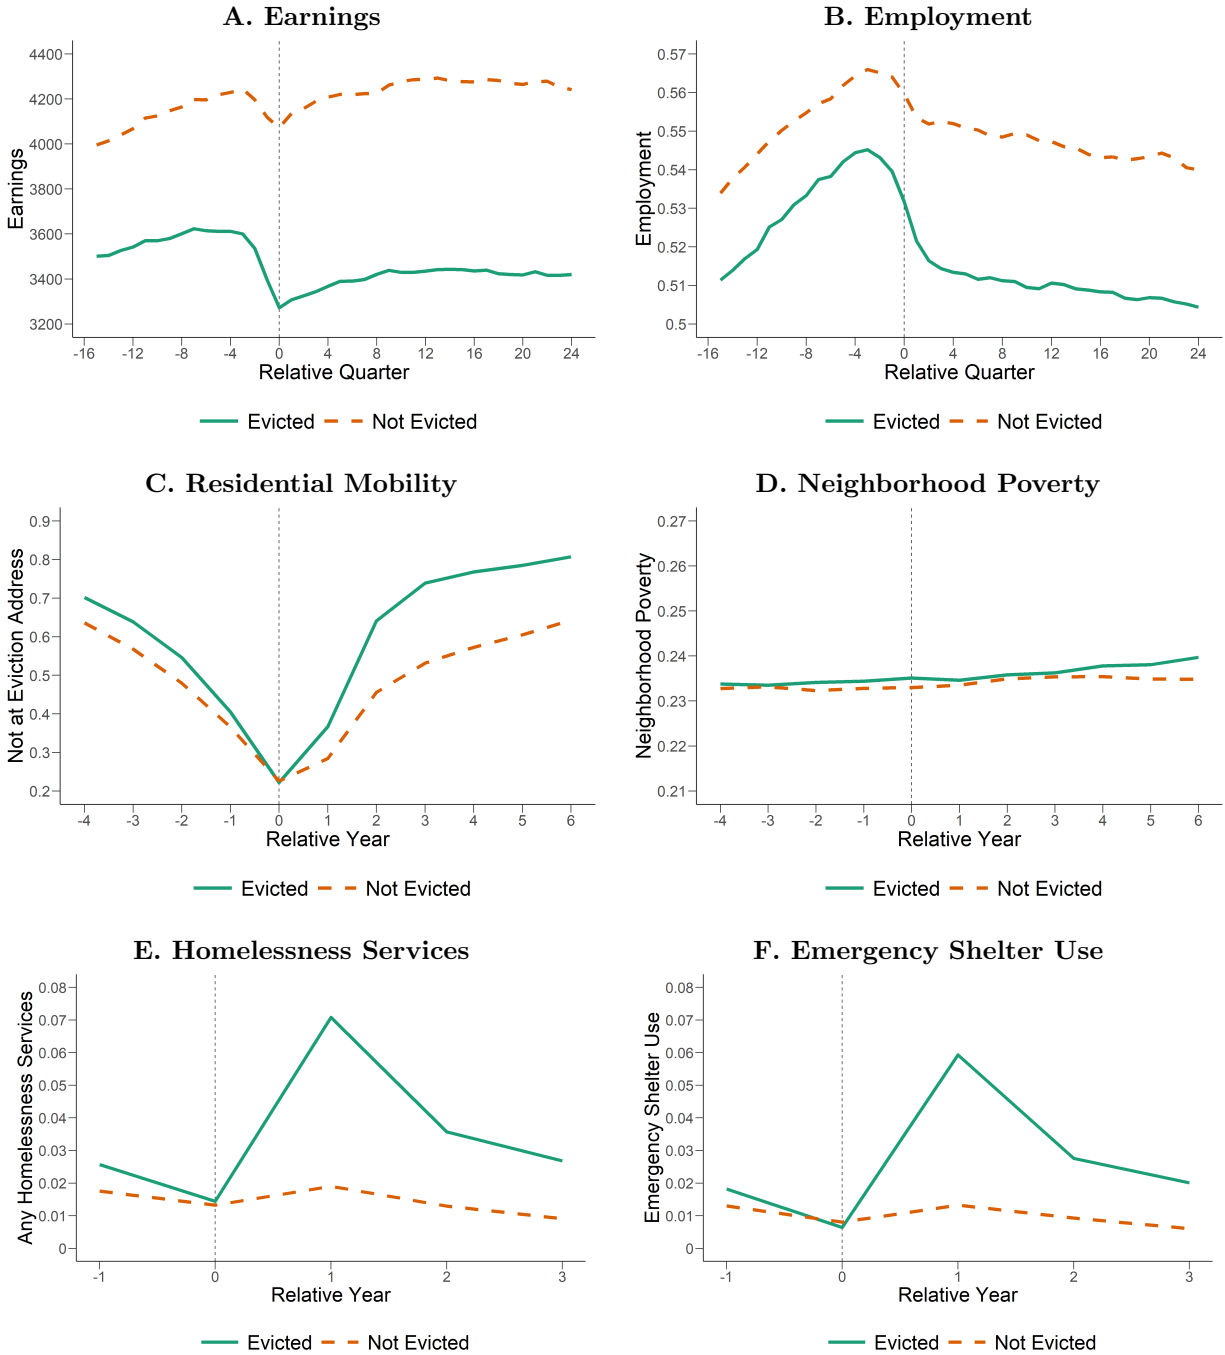 A. Earnings
4400
4200
4000
3800
3600
3400
3200
Earnings
-16 -12 -8 -4 0 4 8 12 16 20 24
Relative Quarter
Evicted Not Evicted
B. Employment
0.57
0.56
0.55
0.54
0.53
0.52
0.51
0.5
Employment
-16 -12 -8 -4 0 4 8 12 16 20 24
Relative Quarter
Evicted Not Evicted
C. Residential Mobility
0.9
0.8
0.7
0.6
0.5
0.4
0.3
0.2
Not at Eviction Address
-4 -3 -2 -1 0 1 2 3 4 5 6
Relative Year
Evicted Not Evicted
D. Neighborhood Poverty
0.27
0.26
0.25
0.24
0.23
0.22
0.21
Neighborhood Poverty
-4 -3 -2 -1 0 1 2 3 4 5 6
Relative Year
Evicted Not Evicted
E. Homelessness Services
0.08
0.07
0.06
0.05
0.04
0.03
0.02
0.01
0
Any Homelessness Services
-1 0 1 2 3
Relative Year
Evicted Not Evicted
F. Emergency Shelter Use
0.08
0.07
0.06
0.05
0.04
0.03
0.02
0.01
0
Emergency Shelter Use
-1 0 1 2 3
Relative Year
Evicted Not Evicted